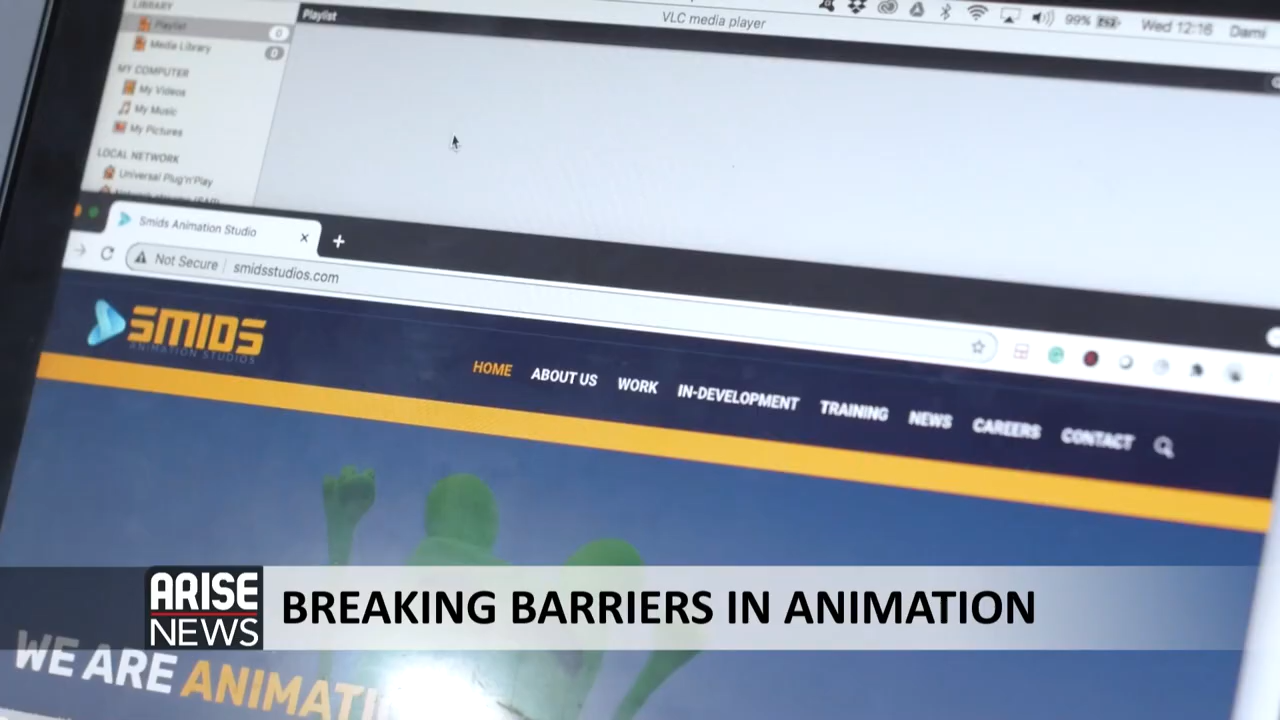 LIBRARY
Playlist
0
Media Library
0
MY COMPUTER
My Videos
My Music
My Pictures
LOCAL NETWORK
Universal Plug'n'Play
Playlist
VLC media player
99%
Wed 12:16
Dami
Smids Animation Studio
Not Secure
smidsstudios.com
SMIDS
ANIMATION STUDIOS
HOME
ABOUT US
WORK
IN-DEVELOPMENT
TRAINING
NEWS
CAREERS
CONTACT
ARISE
NEWS
BREAKING BARRIERS IN ANIMATION
WE ARE ANIMATI